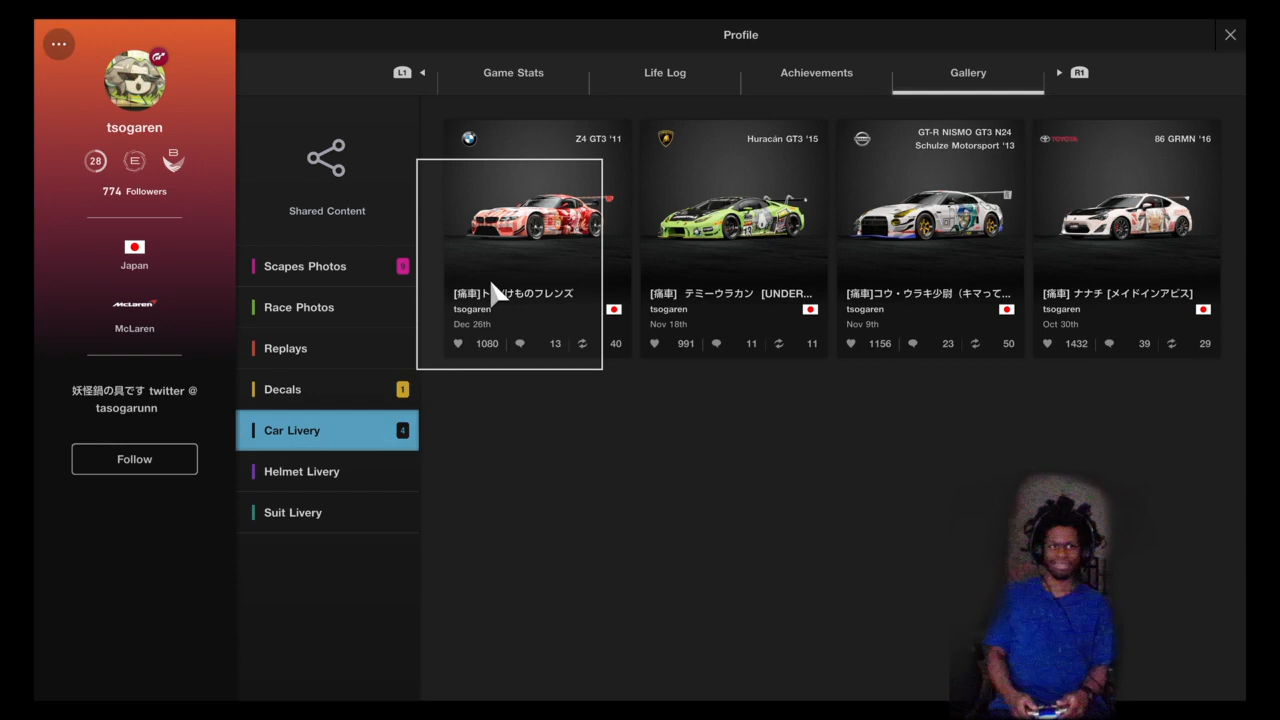 Profile
L1
Game Stats
Life Log
Achievements
Gallery
R1
tsogaren
28
E
B
774 Followers
Japan
McLaren
McLaren
妖怪鍋の具です twitter @
tasogarunn
Follow
Shared Content
Scapes Photos 9
Race Photos
Replays
Decals 1
Car Livery 4
Helmet Livery
Suit Livery
Z4 GT3 '11
[痛車]ト けものフレンズ
tsogaren
Dec 26th
1080 13 40
Huracán GT3 '15
[痛車] テミーウラカン [UNDER...
tsogaren
Nov 18th
991 11 11
GT-R NISMO GT3 N24
Schulze Motorsport '13
[痛車]コウ・ウラキ少尉（キマって...
tsogaren
Nov 9th
1156 23 50
TOYOTA
86 GRMN '16
[痛車] ナナチ [メイドインアビス]
tsogaren
Oct 30th
1432 39 29